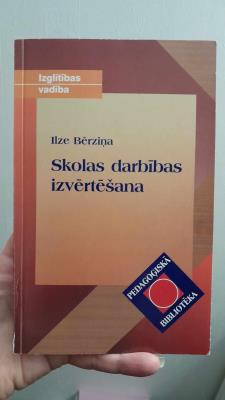 Izglītības
vadība
Ilze Bērziņa
Skolas darbības
izvērtēšana
PEDAGOĢISKĀ
BIBLIOTĒKA